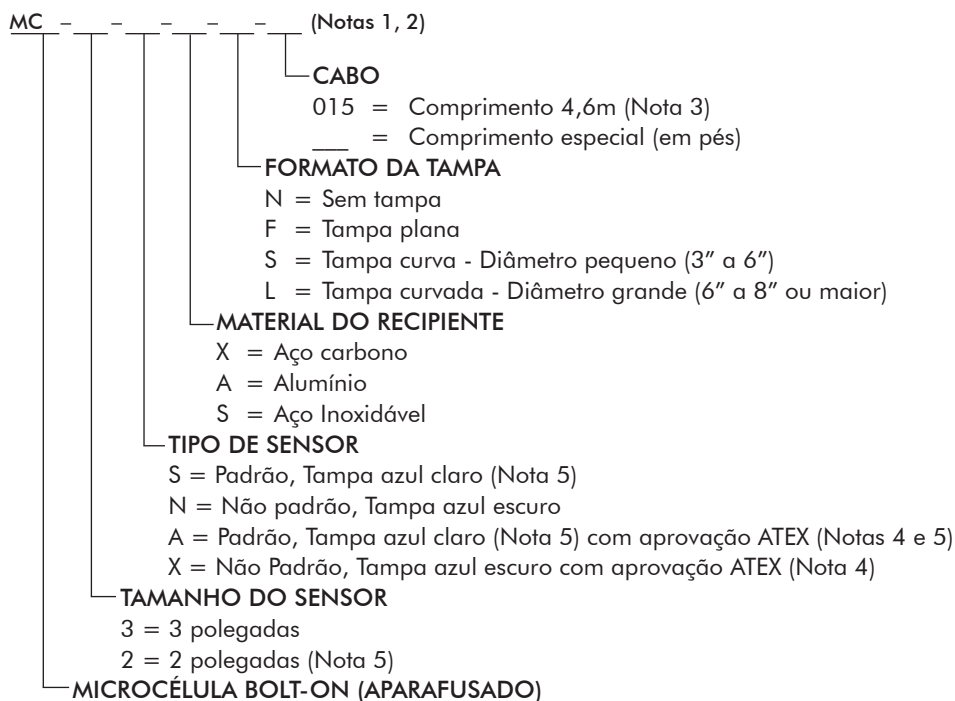 MC – – – – – (Notas 1, 2)
CABO
015 = Comprimento 4,6m (Nota 3)
___ = Comprimento especial (em pés)
FORMATO DA TAMPA
N = Sem tampa
F = Tampa plana
S = Tampa curva - Diâmetro pequeno (3” a 6”)
L = Tampa curvada - Diâmetro grande (6” a 8” ou maior)
MATERIAL DO RECIPIENTE
X = Aço carbono
A = Alumínio
S = Aço Inoxidável
TIPO DE SENSOR
S = Padrão, Tampa azul claro (Nota 5)
N = Não padrão, Tampa azul escuro
A = Padrão, Tampa azul claro (Nota 5) com aprovação ATEX (Notas 4 e 5)
X = Não Padrão, Tampa azul escuro com aprovação ATEX (Nota 4)
TAMANHO DO SENSOR
3 = 3 polegadas
2 = 2 polegadas (Nota 5)
MICROCÉLULA BOLT-ON (APARAFUSADO)